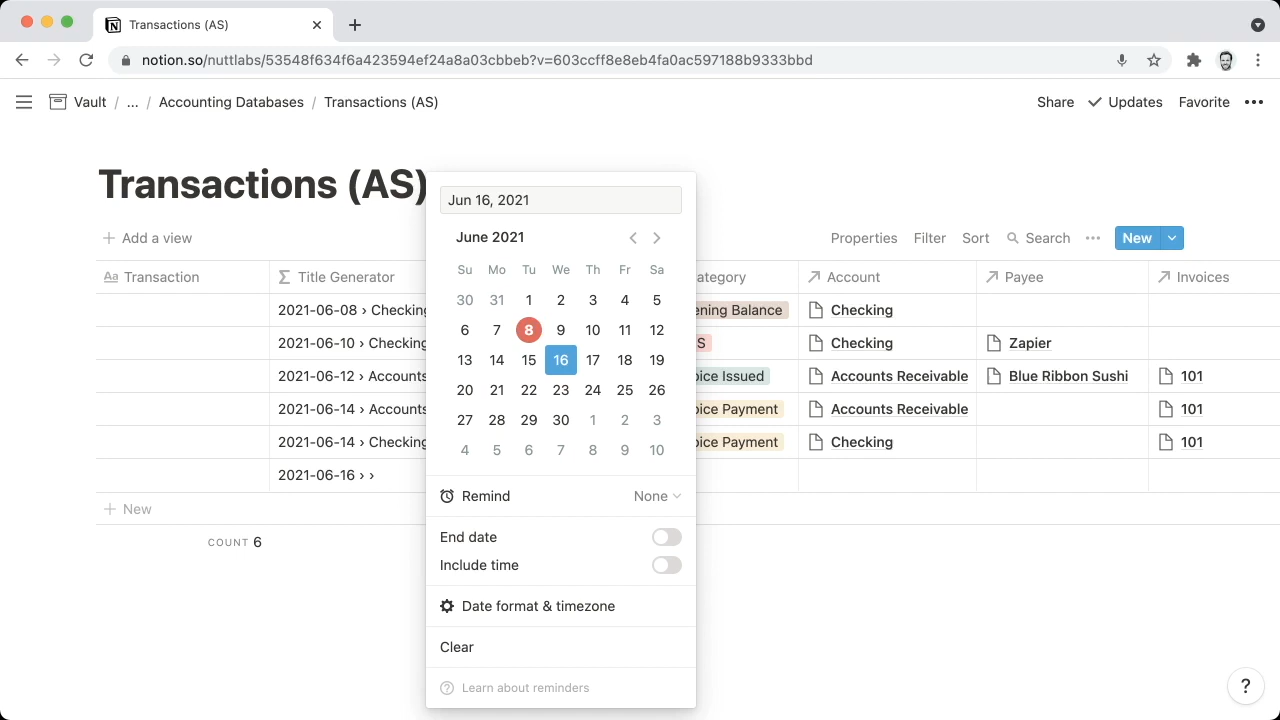 Transactions (AS)
notion.so/nuttlabs/53548f634f6a423594ef24a8a03cbbeb?v=603ccff8e8eb4fa0ac597188b9333bbd
Vault / ... / Accounting Databases / Transactions (AS) Share Updates Favorite
Transactions (AS)
Jun 16, 2021
Add a view June 2021 Properties Filter Sort Search New
Su Mo Tu We Th Fr Sa
Aa Transaction Title Generator ategory Account Payee Invoices
30 31 1 2 3 4 5
2021-06-08 › Checking ening Balance Checking
6 7 8 9 10 11 12
2021-06-10 › Checking S Checking Zapier
13 14 15 16 17 18 19
2021-06-12 › Accounts oice Issued Accounts Receivable Blue Ribbon Sushi 101
20 21 22 23 24 25 26
2021-06-14 › Accounts oice Payment Accounts Receivable 101
27 28 29 30 1 2 3
2021-06-14 › Checking oice Payment Checking 101
4 5 6 7 8 9 10
2021-06-16 › ›
Remind None
New
End date
COUNT 6
Include time
Date format & timezone
Clear
Learn about reminders
?